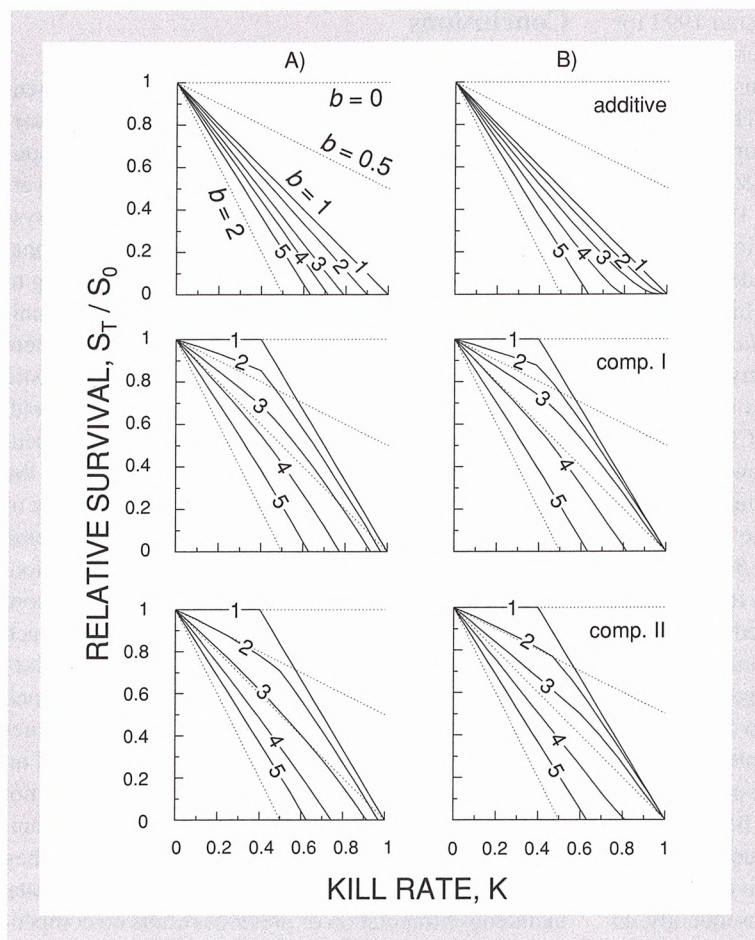 A)
B)
RELATIVE SURVIVAL, S_T / S_0
1
0.8
0.6
0.4
0.2
0
b = 0
b = 0.5
b = 1
b = 2
5 4 3 2 1
additive
5 4 3 2 1
1
0.8
0.6
0.4
0.2
0
1
2
3
4
5
comp. I
1
2
3
4
5
1
0.8
0.6
0.4
0.2
0
1
2
3
4
5
comp. II
1
2
3
4
5
0 0.2 0.4 0.6 0.8 1
0 0.2 0.4 0.6 0.8 1
KILL RATE, K